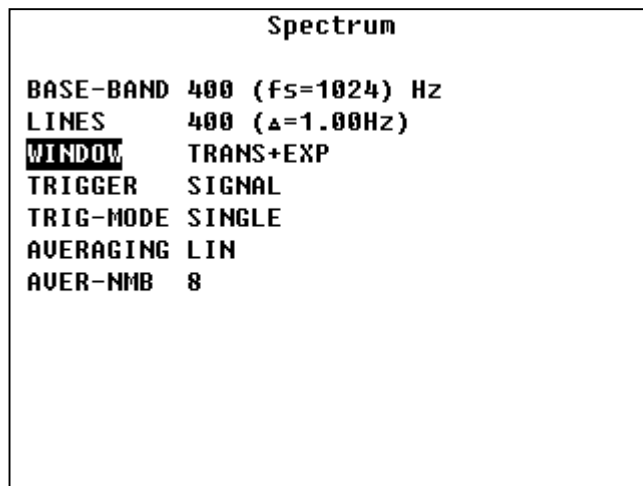 Spectrum
BASE-BAND 400 (fs=1024) Hz
LINES 400 (▵=1.00Hz)
WINDOW TRANS+EXP
TRIGGER SIGNAL
TRIG-MODE SINGLE
AVERAGING LIN
AVER-NMB 8